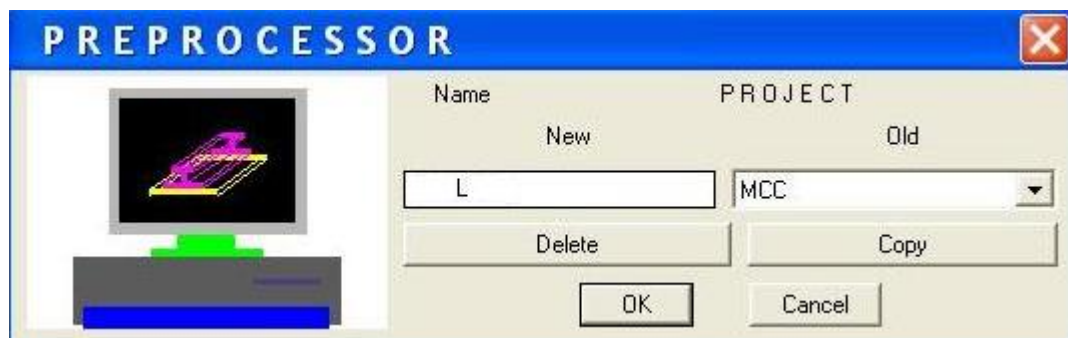 PREPROCESSOR
Name PROJECT
New Old
L MCC
Delete Copy
OK Cancel